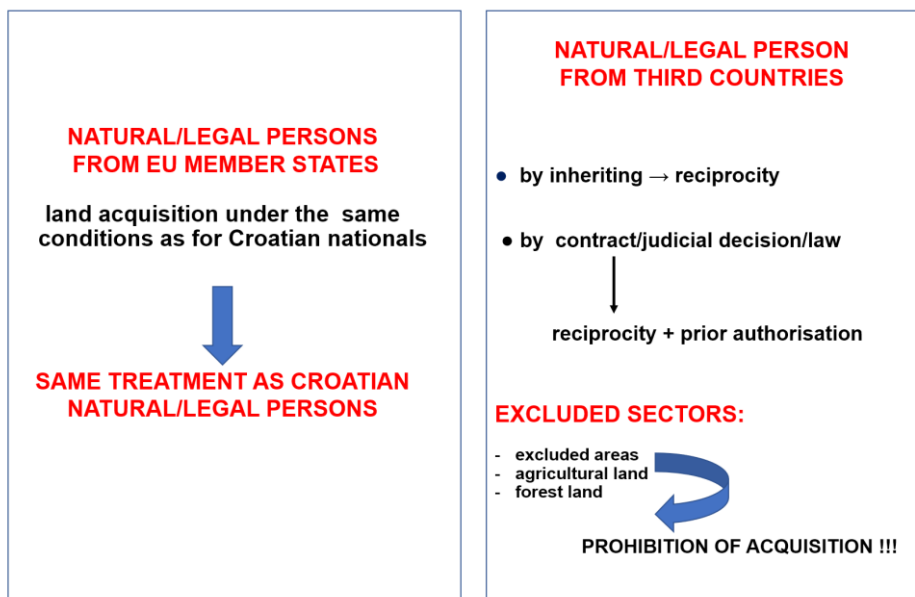 NATURAL/LEGAL PERSONS
FROM EU MEMBER STATES
land acquisition under the same
conditions as for Croatian nationals
SAME TREATMENT AS CROATIAN
NATURAL/LEGAL PERSONS
NATURAL/LEGAL PERSON
FROM THIRD COUNTRIES
● by inheriting → reciprocity
● by contract/judicial decision/law
reciprocity + prior authorisation
EXCLUDED SECTORS:
- excluded areas
- agricultural land
- forest land
PROHIBITION OF ACQUISITION !!!